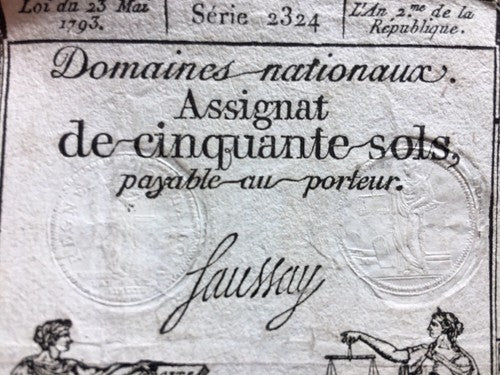 Loi du 23 Mai
1793.
Série 2324
L'An 2me de la
République.
Domaines nationaux.
Assignat
de cinquante sols,
payable au porteur.
Saussay